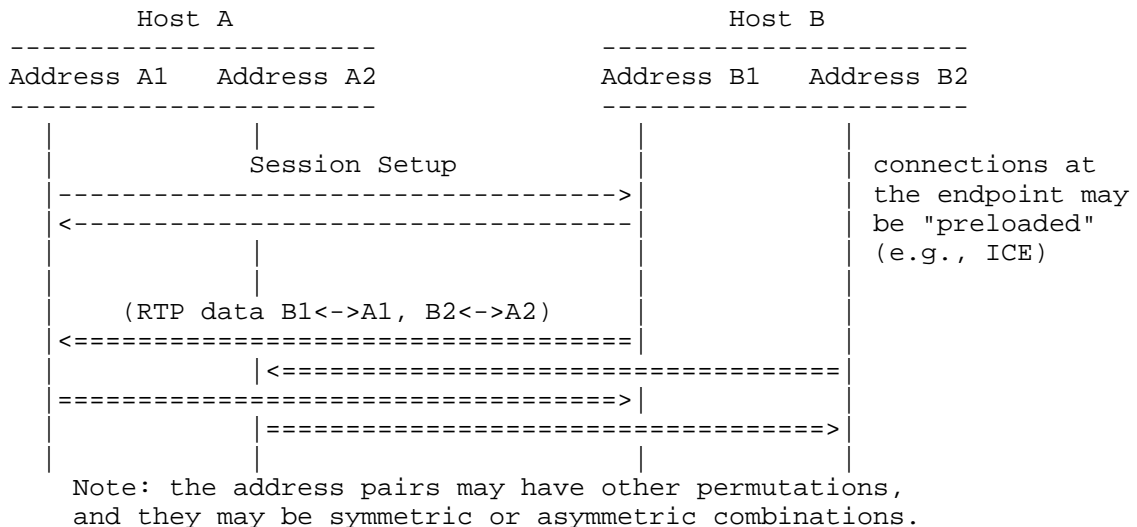 Host A                                 Host B
-----------------------              -----------------------
Address A1   Address A2              Address B1   Address B2
-----------------------              -----------------------
Session Setup                          connections at
----------------------------------->               the endpoint may
<-----------------------------------               be "preloaded"
(e.g., ICE)
(RTP data B1<->A1, B2<->A2)
<===================================
<===================================
===================================>
===================================>
Note: the address pairs may have other permutations,
and they may be symmetric or asymmetric combinations.